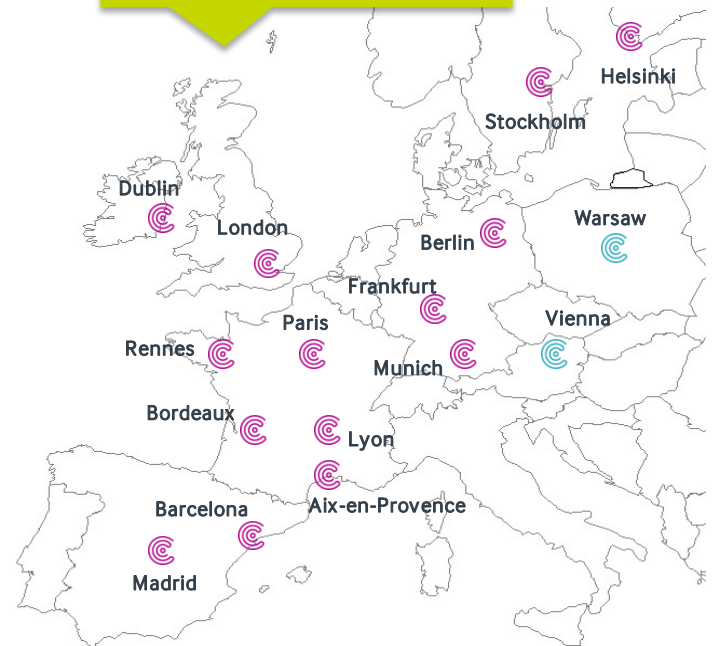 Helsinki
Stockholm
Dublin
London
Warsaw
Berlin
Frankfurt
Paris
Vienna
Rennes
Munich
Bordeaux
Lyon
Aix-en-Provence
Barcelona
Madrid